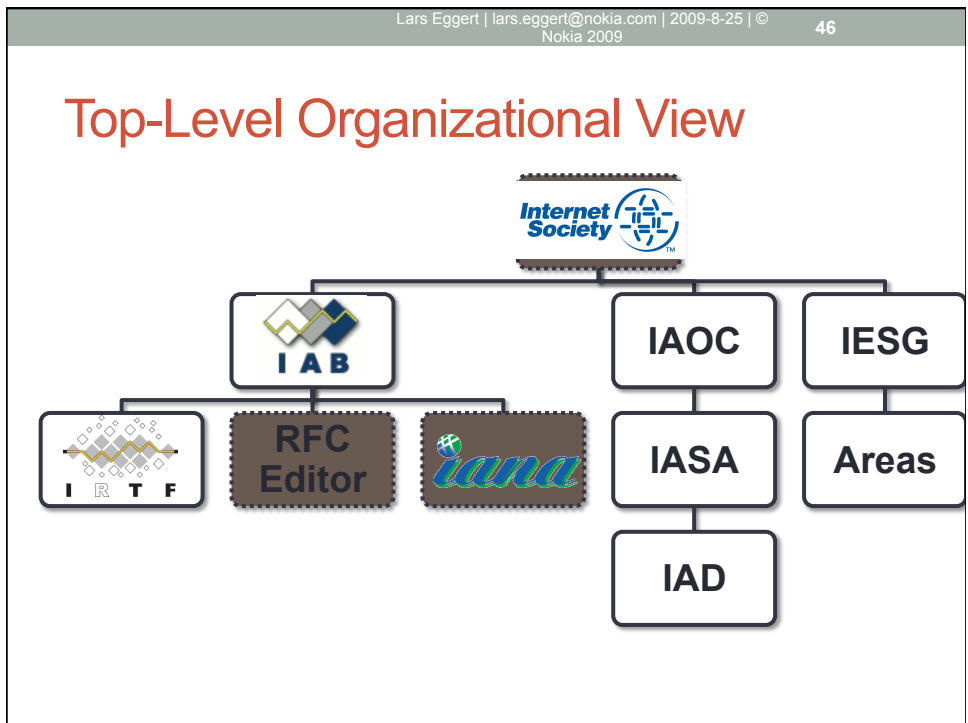 Lars Eggert | lars.eggert@nokia.com | 2009-8-25 | ©
Nokia 2009
46
Top-Level Organizational View
Internet
Society
TM
I A B
IAOC
IESG
I R T F
RFC
Editor
iana
IASA
Areas
IAD